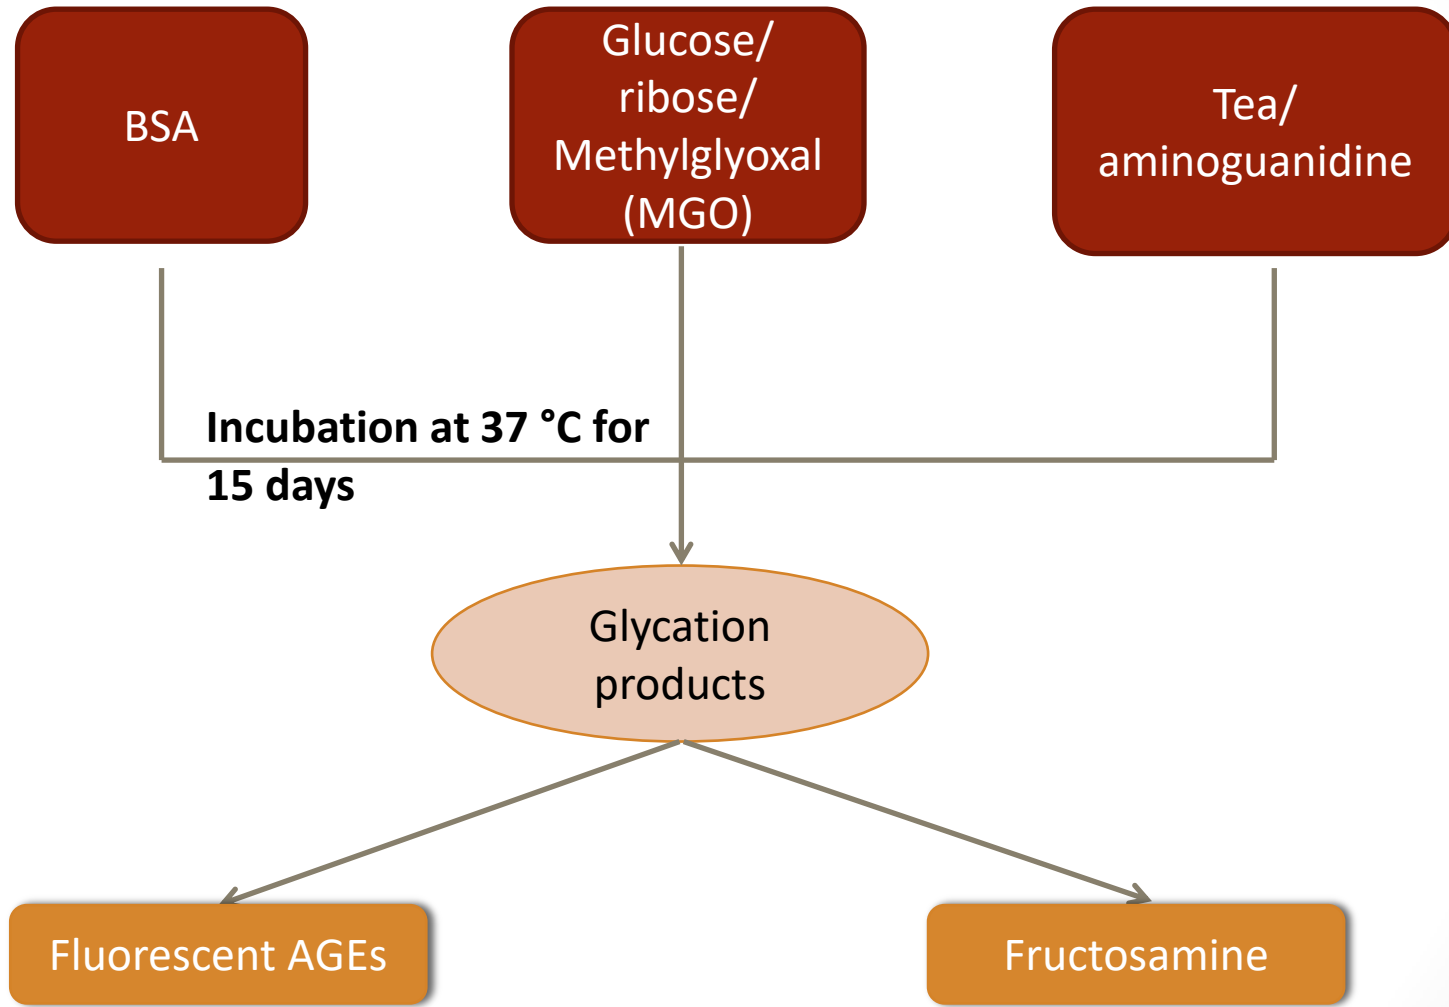 BSA
Glucose/
ribose/
Methylglyoxal
(MGO)
Tea/
aminoguanidine
Incubation at 37 °C for
15 days
Glycation
products
Fluorescent AGEs
Fructosamine